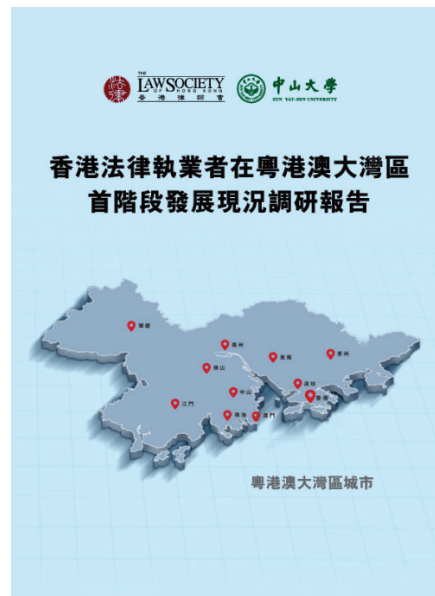 THE
LAW SOCIETY
OF HONG KONG
香港律師會
中山大學
SUN YAT-SEN UNIVERSITY
香港法律執業者在粵港澳大灣區
首階段發展現況調研報告
肇慶
廣州
東莞
惠州
佛山
深圳
中山
香港
江門
珠海
澳門
粵港澳大灣區城市